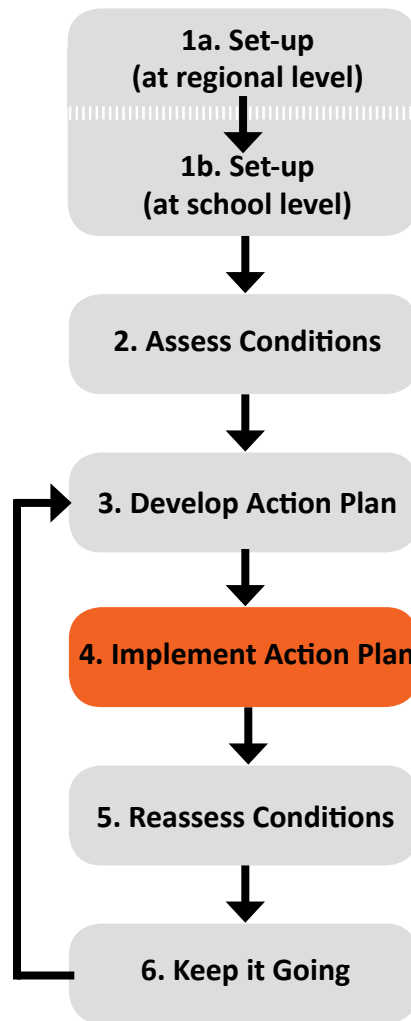 1a. Set-up
(at regional level)
1b. Set-up
(at school level)
2. Assess Conditions
3. Develop Action Plan
4. Implement Action Plan
5. Reassess Conditions
6. Keep it Going